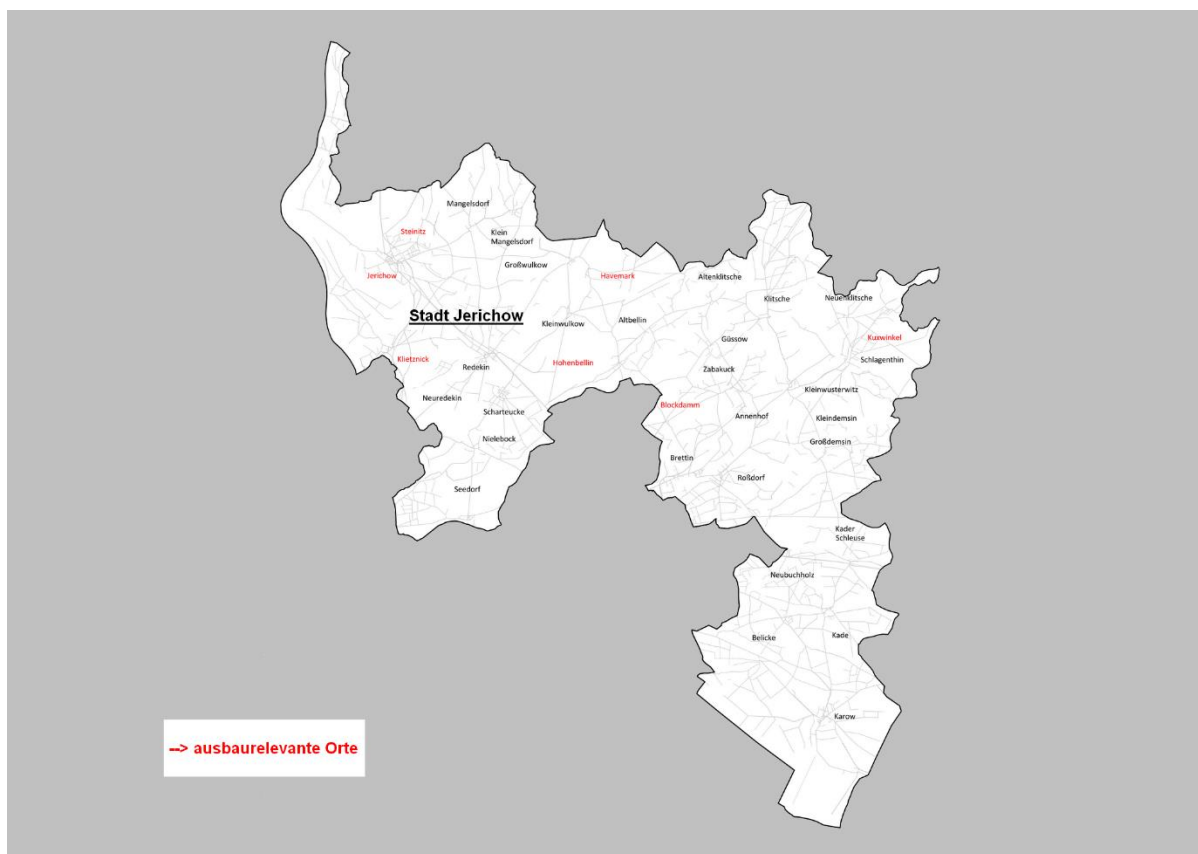 Mangelsdorf
Steinitz
Klein
Mangelsdorf
Großwulkow
Jerichow
Havemark
Altenklitsche
Klitsche
Neuenklitsche
Stadt Jerichow
Kleinwulkow
Altbellin
Güssow
Kuxwinkel
Klietznick
Redekin
Hohenbellin
Zabakuck
Schlagenthin
Neuredekin
Scharteucke
Blockdamm
Annenhof
Kleinwusterwitz
Kleindemsin
Nielebock
Großdemsin
Brettin
Seedorf
Roßdorf
Kader
Schleuse
Neubuchholz
Belicke
Kade
Karow
--> ausbaurelevante Orte